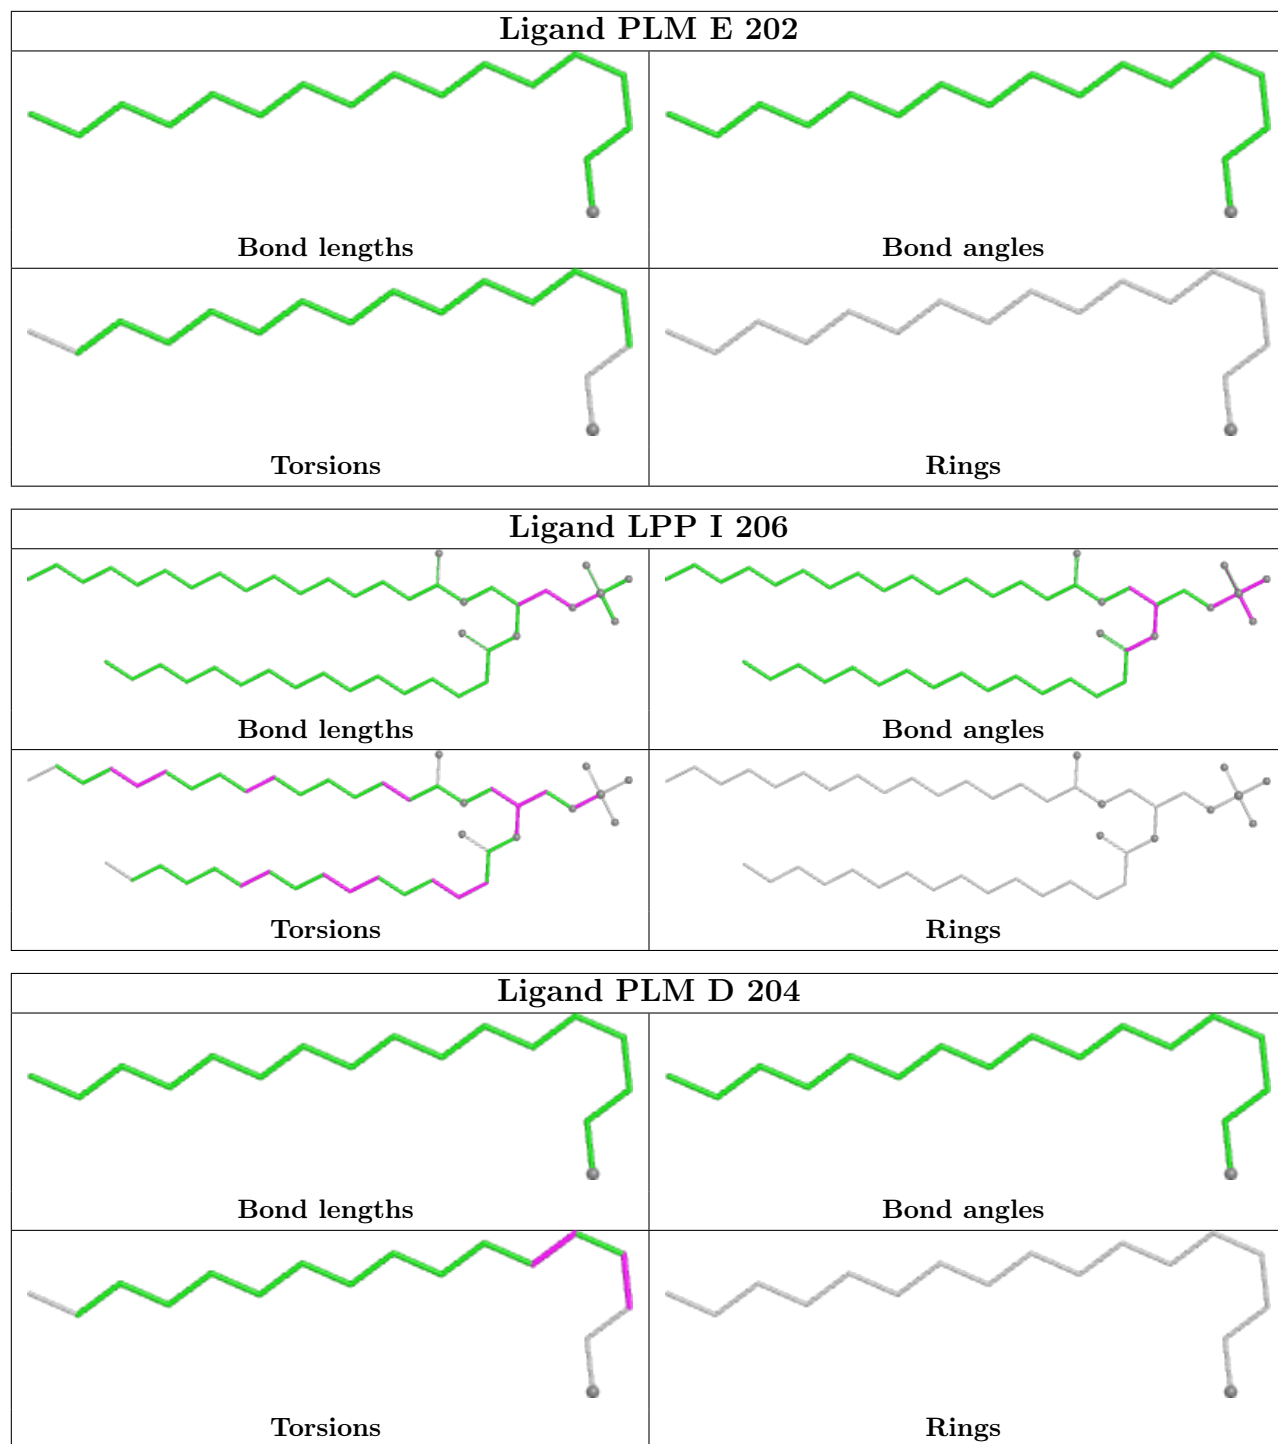 Ligand PLM E 202
Bond lengths
Bond angles
Torsions
Rings
Ligand LPP I 206
Bond lengths
Bond angles
Torsions
Rings
Ligand PLM D 204
Bond lengths
Bond angles
Torsions
Rings